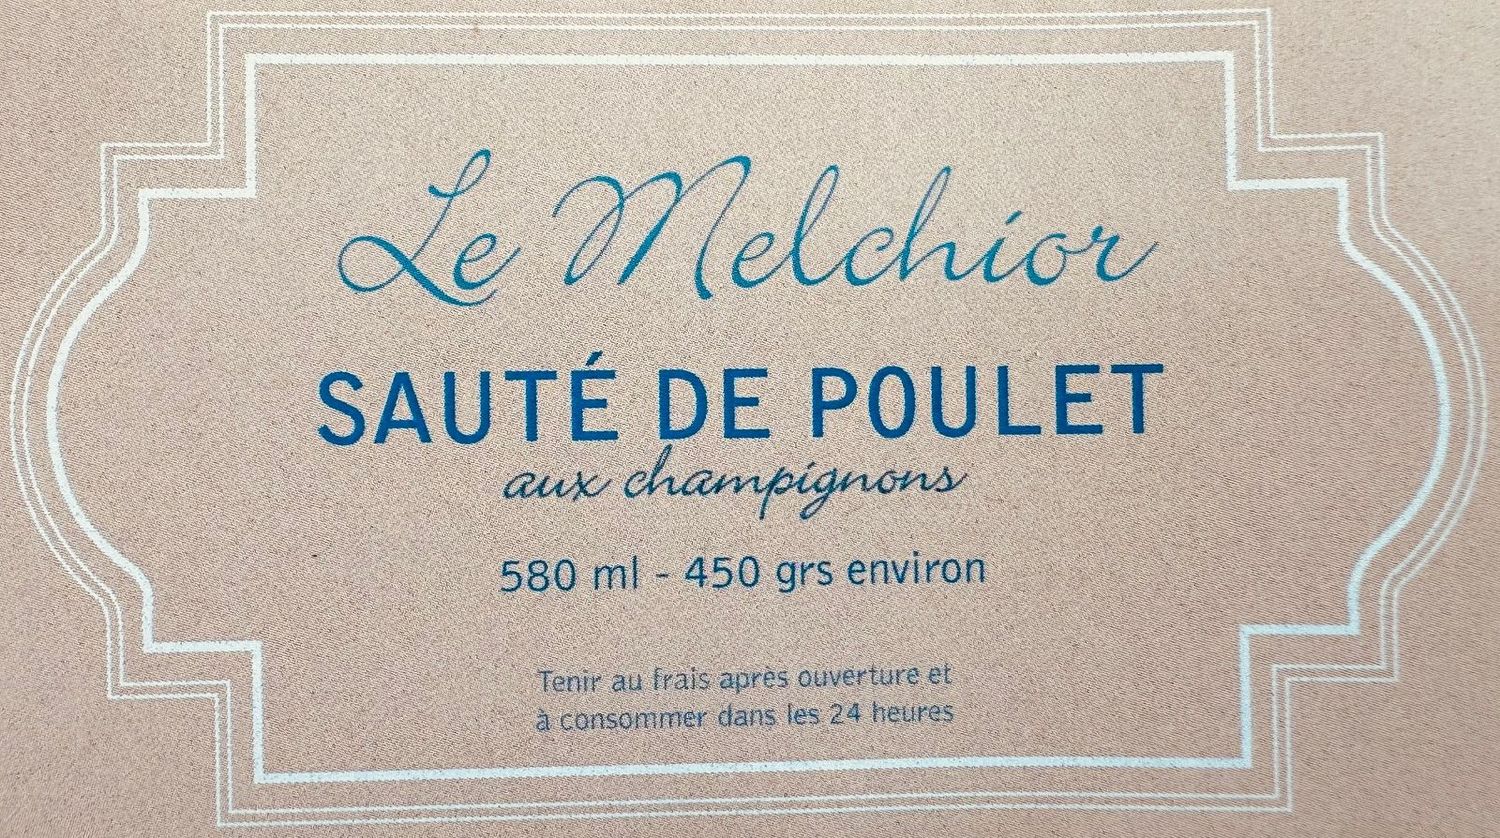 Le Melchior
SAUTÉ DE POULET
aux champignons
580 ml - 450 grs environ
Tenir au frais après ouverture et
à consommer dans les 24 heures